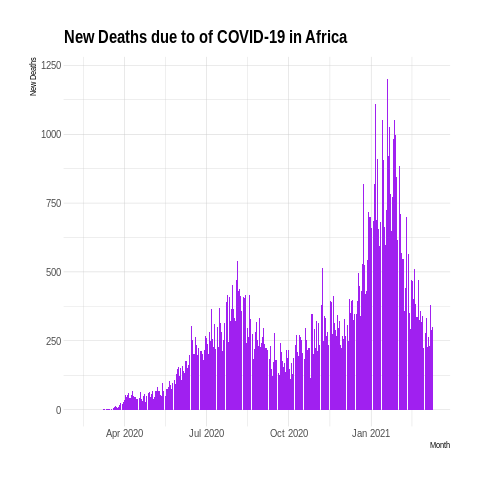 New Deaths due to of COVID-19 in Africa
New Deaths
1250
1000
750
500
250
0
Apr 2020 Jul 2020 Oct 2020 Jan 2021
Month